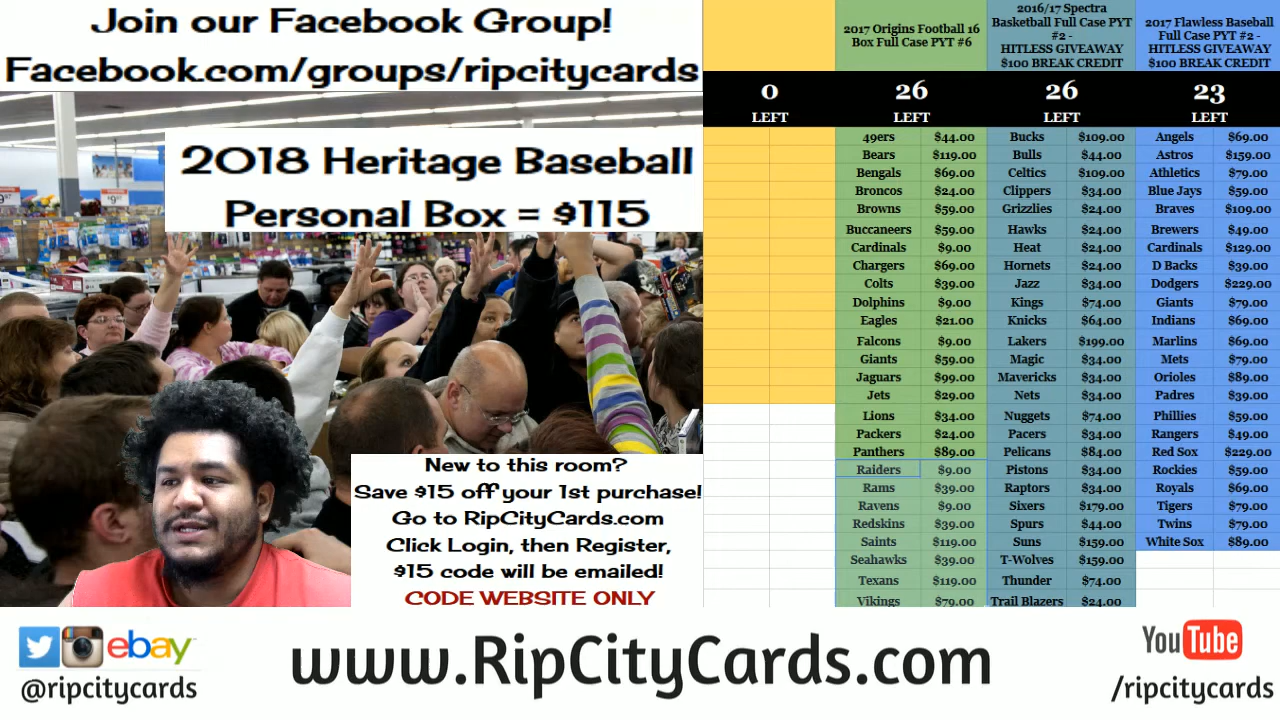 Join our Facebook Group!
Facebook.com/groups/ripcitycards
2018 Heritage Baseball
Personal Box = $115
New to this room?
Save $15 off your 1st purchase!
Go to RipCityCards.com
Click Login, then Register,
$15 code will be emailed!
CODE WEBSITE ONLY
0
LEFT
2017 Origins Football 16
Box Full Case PYT #6
26
LEFT
49ers $44.00
Bears $119.00
Bengals $69.00
Broncos $24.00
Browns $59.00
Buccaneers $59.00
Cardinals $9.00
Chargers $69.00
Colts $39.00
Dolphins $9.00
Eagles $21.00
Falcons $9.00
Giants $59.00
Jaguars $99.00
Jets $29.00
Lions $34.00
Packers $24.00
Panthers $89.00
Raiders $9.00
Rams $39.00
Ravens $9.00
Redskins $39.00
Saints $119.00
Seahawks $39.00
Texans $119.00
Vikings $79.00
2016/17 Spectra
Basketball Full Case PYT
#2 -
HITLESS GIVEAWAY
$100 BREAK CREDIT
26
LEFT
Bucks $109.00
Bulls $44.00
Celtics $109.00
Clippers $34.00
Grizzlies $24.00
Hawks $24.00
Heat $24.00
Hornets $24.00
Jazz $34.00
Kings $74.00
Knicks $64.00
Lakers $199.00
Magic $34.00
Mavericks $34.00
Nets $34.00
Nuggets $74.00
Pacers $34.00
Pelicans $84.00
Pistons $34.00
Raptors $34.00
Sixers $179.00
Spurs $44.00
Suns $159.00
T-Wolves $159.00
Thunder $74.00
Trail Blazers $24.00
2017 Flawless Baseball
Full Case PYT #2 -
HITLESS GIVEAWAY
$100 BREAK CREDIT
23
LEFT
Angels $69.00
Astros $159.00
Athletics $79.00
Blue Jays $59.00
Braves $109.00
Brewers $49.00
Cardinals $129.00
D Backs $39.00
Dodgers $229.00
Giants $79.00
Indians $69.00
Marlins $69.00
Mets $79.00
Orioles $89.00
Padres $39.00
Phillies $59.00
Rangers $49.00
Red Sox $229.00
Rockies $59.00
Royals $69.00
Tigers $79.00
Twins $79.00
White Sox $89.00
ebay
@ripcitycards
www.RipCityCards.com
YouTube
/ripcitycards